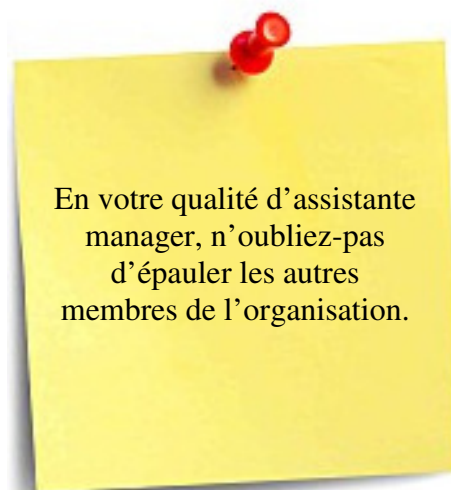 En votre qualité d’assistante
manager, n’oubliez-pas
d’épauler les autres
membres de l’organisation.